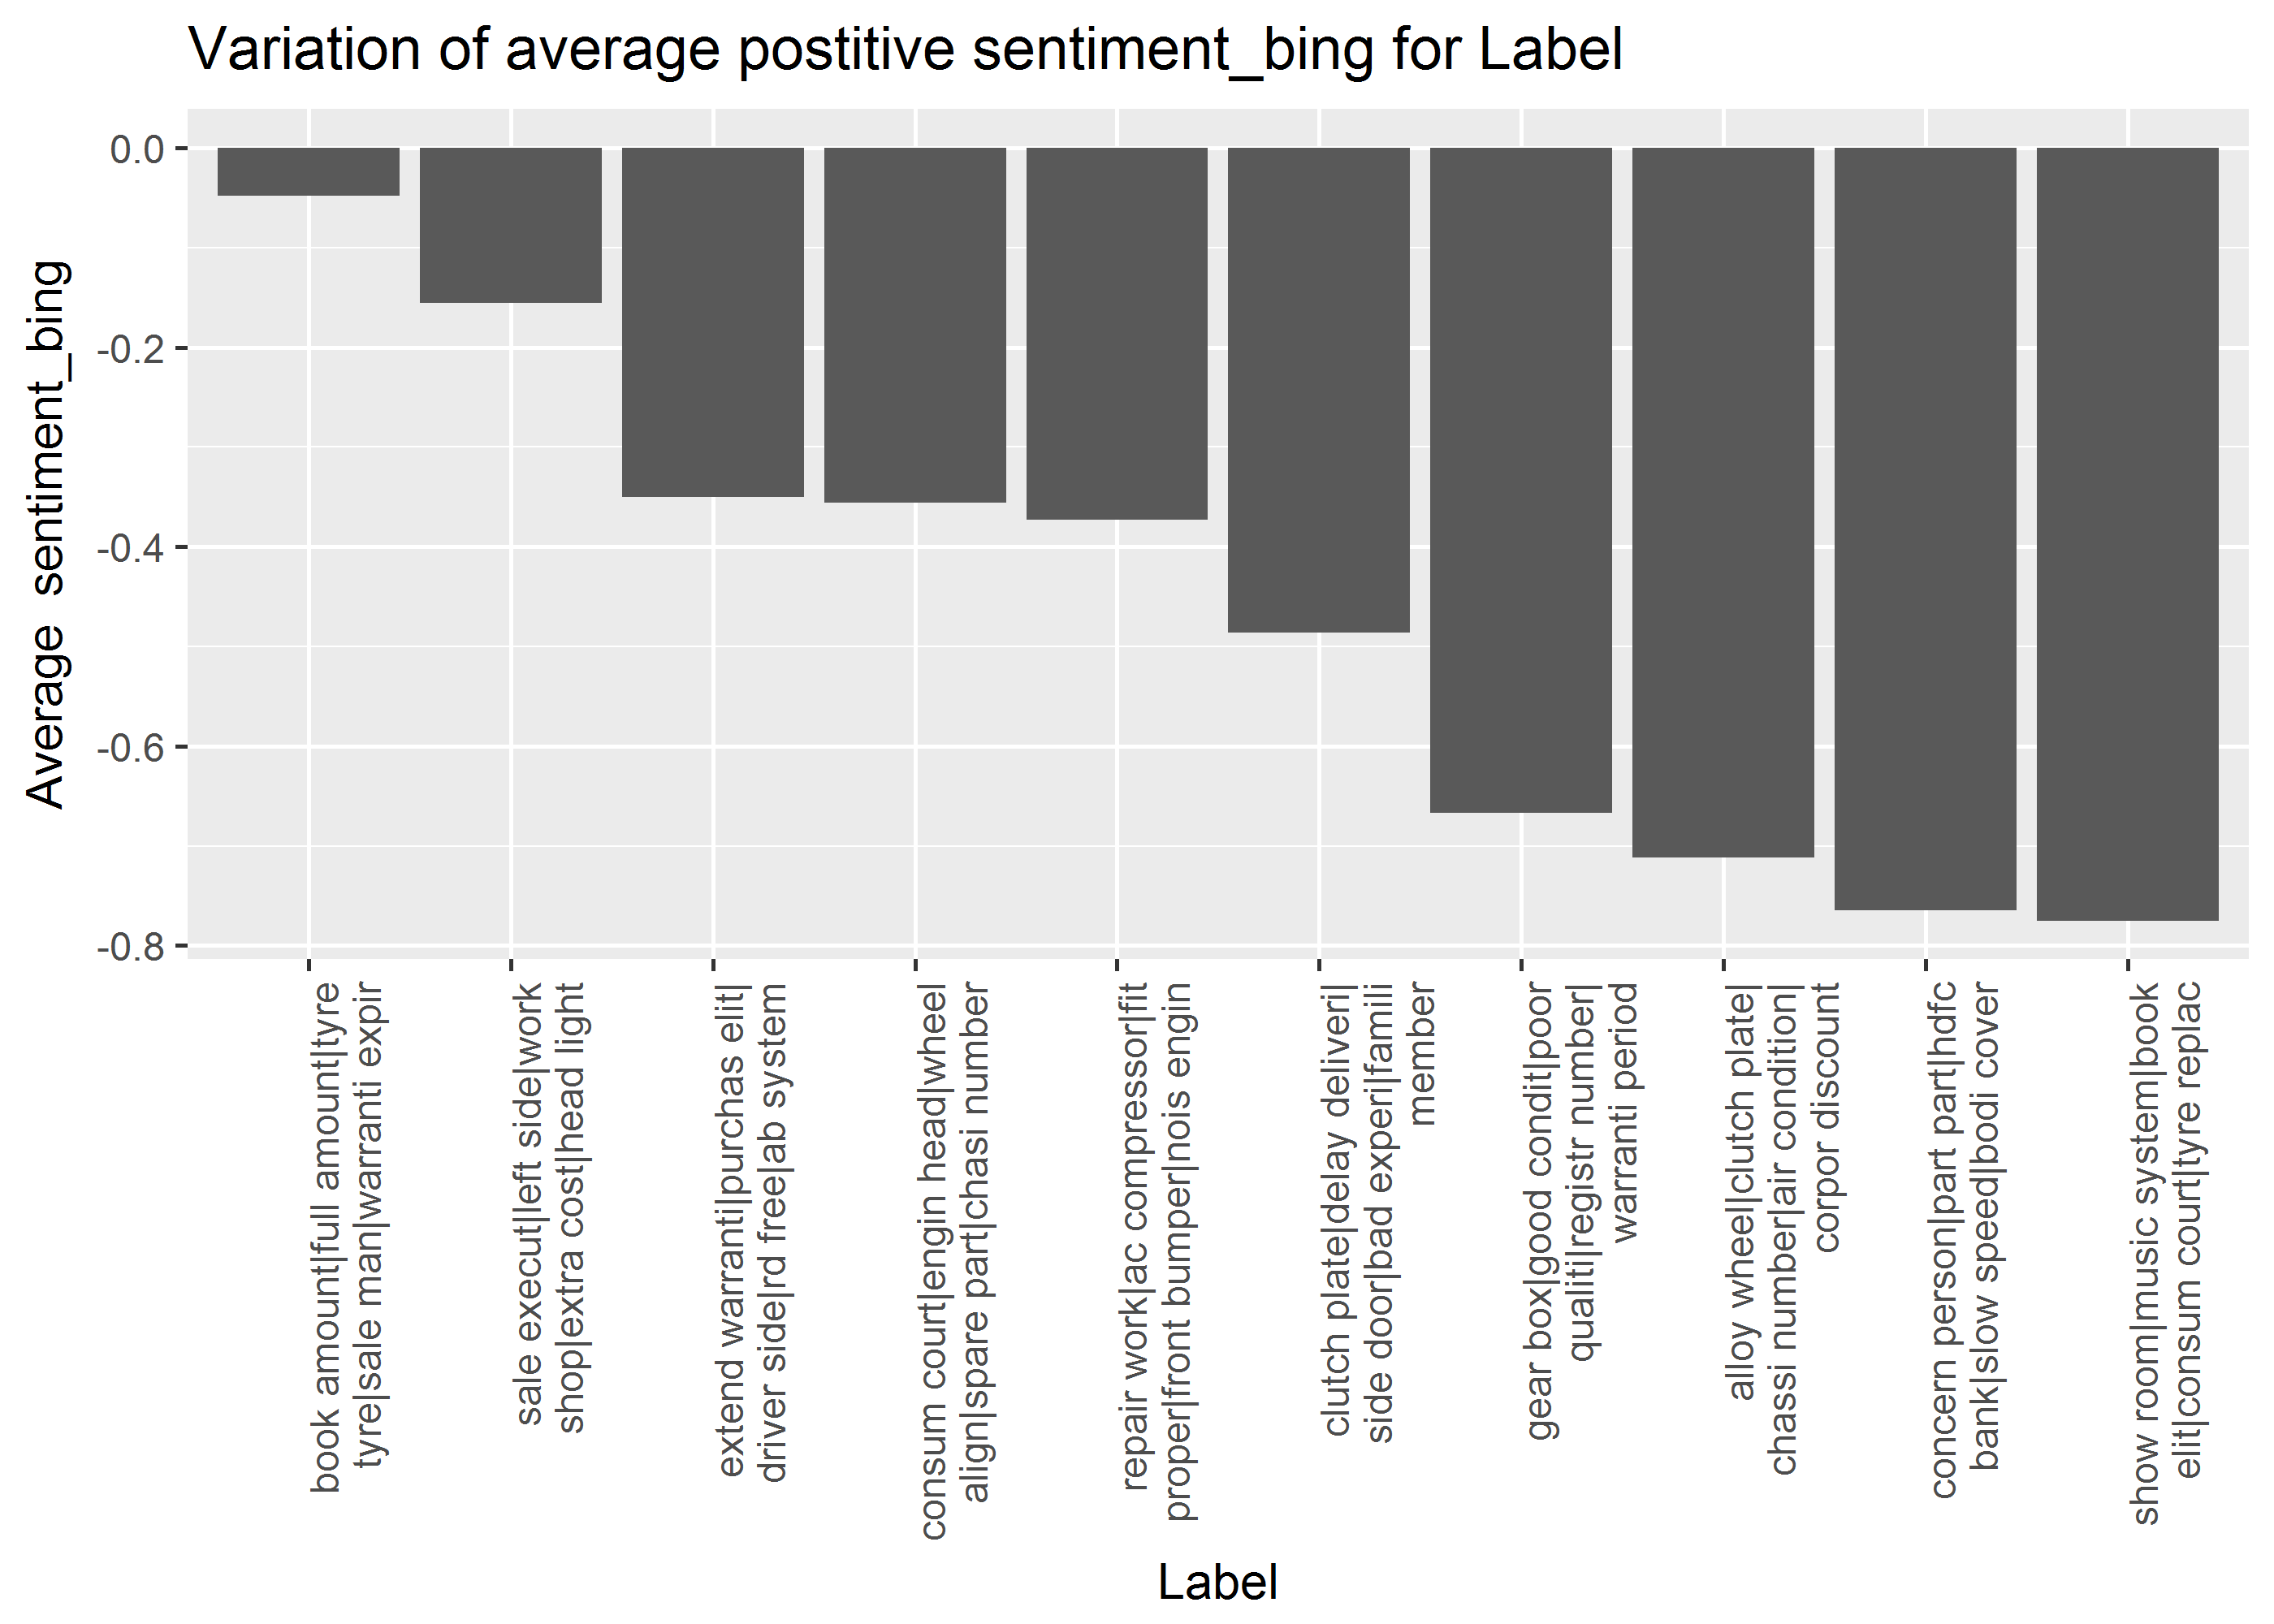 Variation of average postitive sentiment_bing for Label
Average  sentiment_bing
0.0
-0.2
-0.4
-0.6
-0.8
book amount|full amount|tyre
tyre|sale man|warranti expir
sale execut|left side|work
shop|extra cost|head light
extend warranti|purchas elit|
driver side|rd free|ab system
consum court|engin head|wheel
align|spare part|chasi number
repair work|ac compressor|fit
proper|front bumper|nois engin
clutch plate|delay deliveri|
side door|bad experi|famili
member
gear box|good condit|poor
qualiti|registr number|
warranti period
alloy wheel|clutch plate|
chassi number|air condition|
corpor discount
concern person|part part|hdfc
bank|slow speed|bodi cover
show room|music system|book
elit|consum court|tyre replac
Label